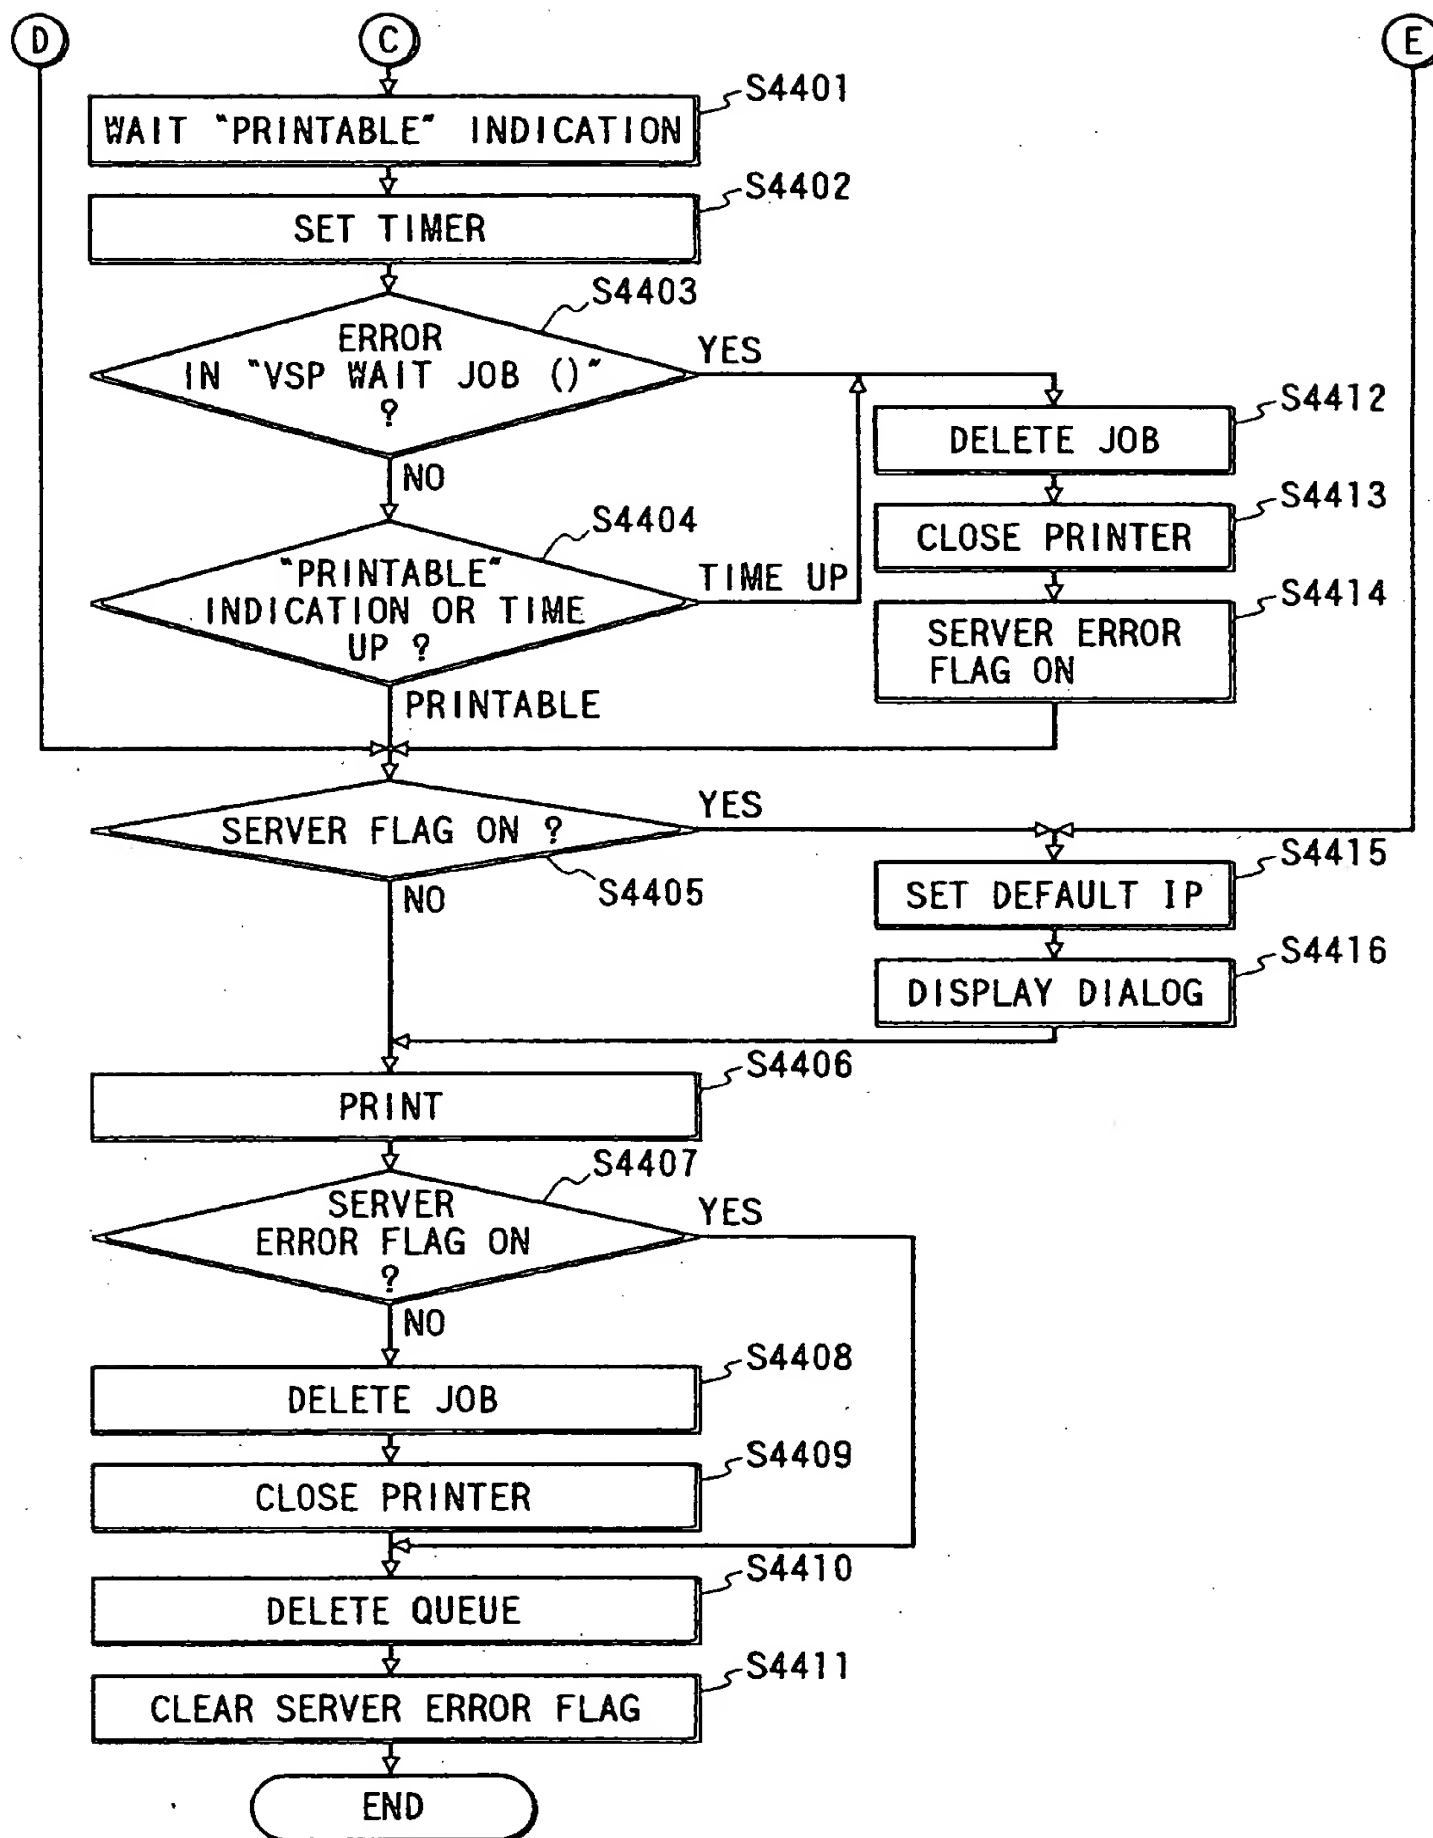 D
C
E
S4401
WAIT "PRINTABLE" INDICATION
S4402
SET TIMER
S4403
ERROR
IN "VSP WAIT JOB ()"
?
YES
NO
S4412
DELETE JOB
S4413
CLOSE PRINTER
S4404
"PRINTABLE"
INDICATION OR TIME
UP ?
TIME UP
S4414
SERVER ERROR
FLAG ON
PRINTABLE
SERVER FLAG ON ?
YES
S4405
NO
S4415
SET DEFAULT IP
S4416
DISPLAY DIALOG
S4406
PRINT
S4407
SERVER
ERROR FLAG ON
?
YES
NO
S4408
DELETE JOB
S4409
CLOSE PRINTER
S4410
DELETE QUEUE
S4411
CLEAR SERVER ERROR FLAG
END